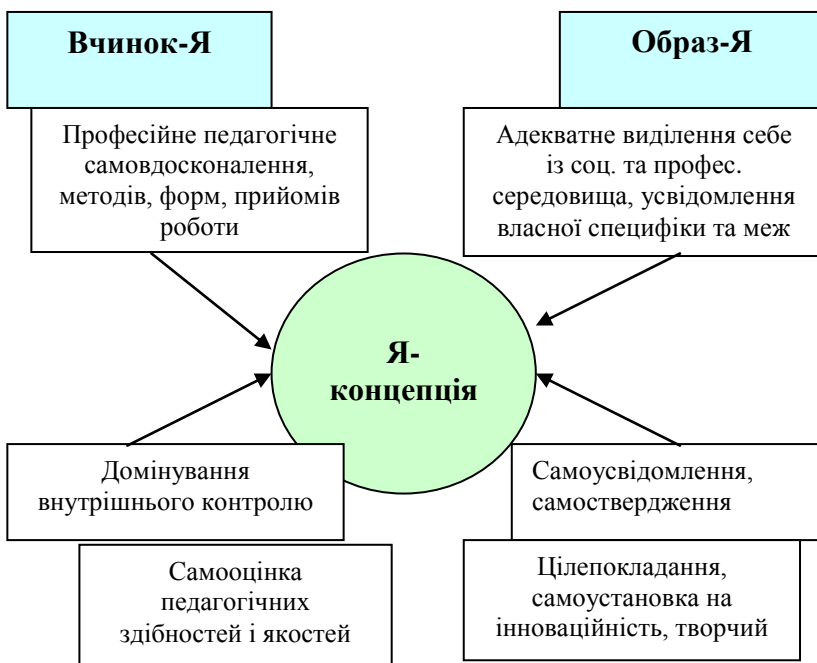 Вчинок-Я
Образ-Я
Професійне педагогічне
самовдосконалення,
методів, форм, прийомів
роботи
Адекватне виділення себе
із соц. та профес.
середовища, усвідомлення
власної специфіки та меж
Я-
концепція
Домінування
внутрішнього контролю
Самоусвідомлення,
самоствердження
Самооцінка
педагогічних
здібностей і якостей
Цілепокладання,
самоустановка на
інноваційність, творчий